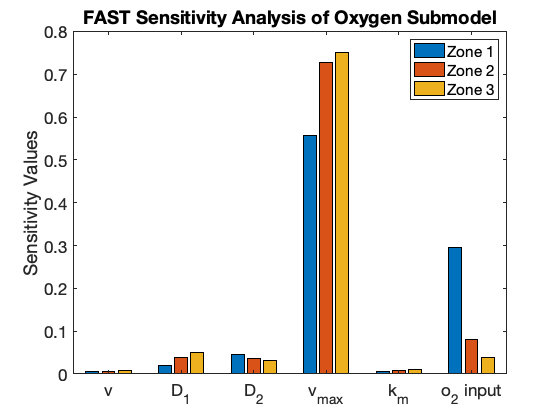 FAST Sensitivity Analysis of Oxygen Submodel
Zone 1
Zone 2
Zone 3
Sensitivity Values
0.8
0.7
0.6
0.5
0.4
0.3
0.2
0.1
0
v D₁ D₂ vₘₐₓ kₘ o₂ input